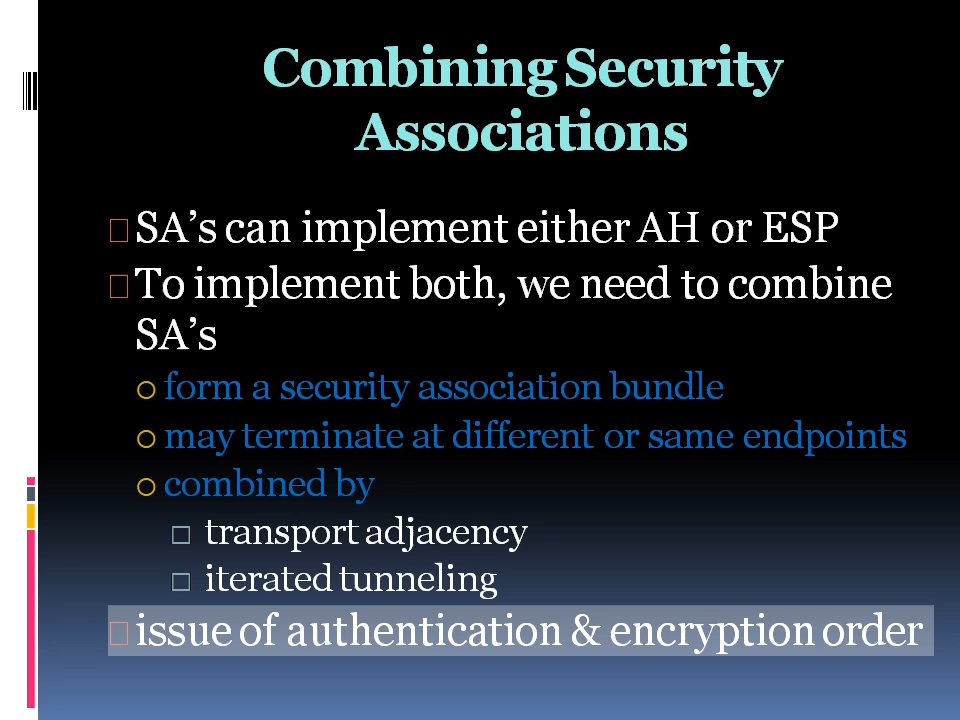 Combining Security
Associations
SA’s can implement either AH or ESP
To implement both, we need to combine
SA’s
form a security association bundle
may terminate at different or same endpoints
combined by
transport adjacency
iterated tunneling
issue of authentication & encryption order